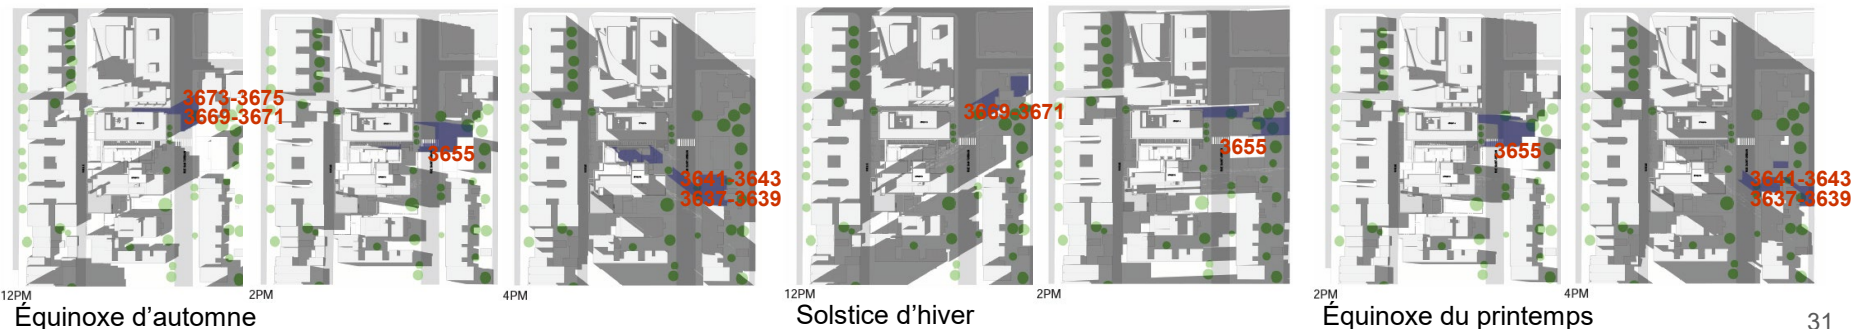 3673-3675
3669-3671
3655
3641-3643
3637-3639
3669-3671
3655
3655
3641-3643
3637-3639
12PM
2PM
4PM
12PM
2PM
2PM
4PM
Équinoxe d’automne
Solstice d’hiver
Équinoxe du printemps
31